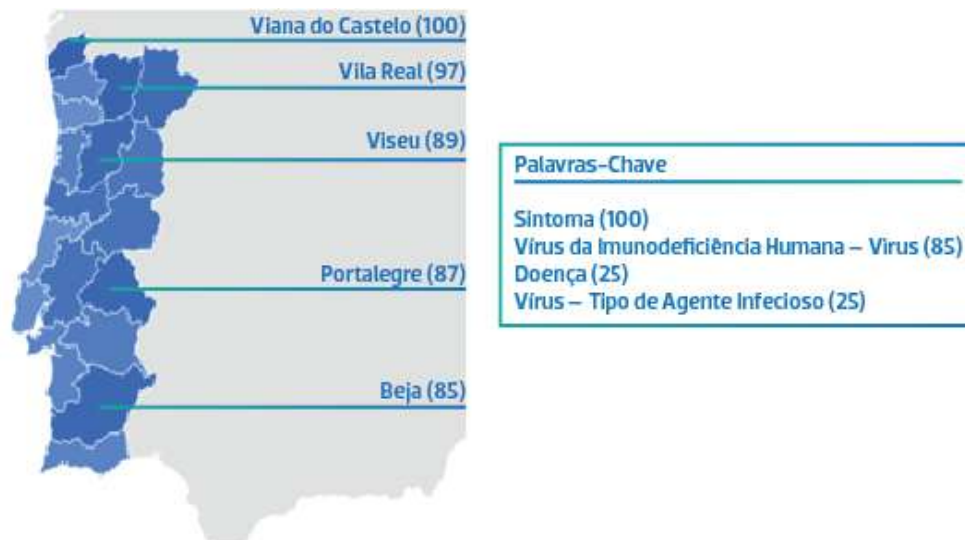 Viana do Castelo (100)
Vila Real (97)
Viseu (89)
Portalegre (87)
Beja (85)
Palavras-Chave
Sintoma (100)
Vírus da Imunodeficiência Humana – Virus (85)
Doença (25)
Vírus – Tipo de Agente Infecioso (25)